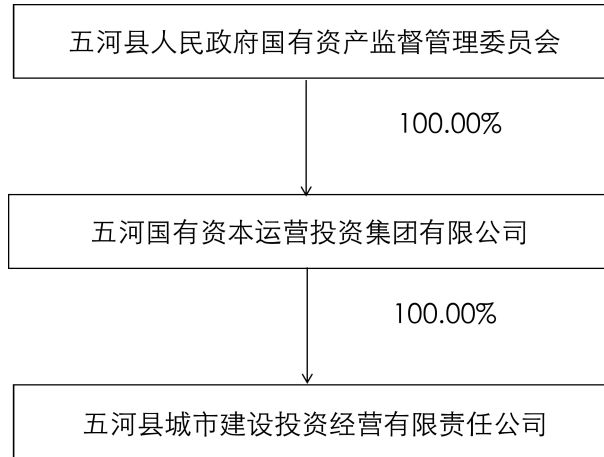 五河县人民政府国有资产监督管理委员会
100.00%
五河国有资本运营投资集团有限公司
100.00%
五河县城市建设投资经营有限责任公司